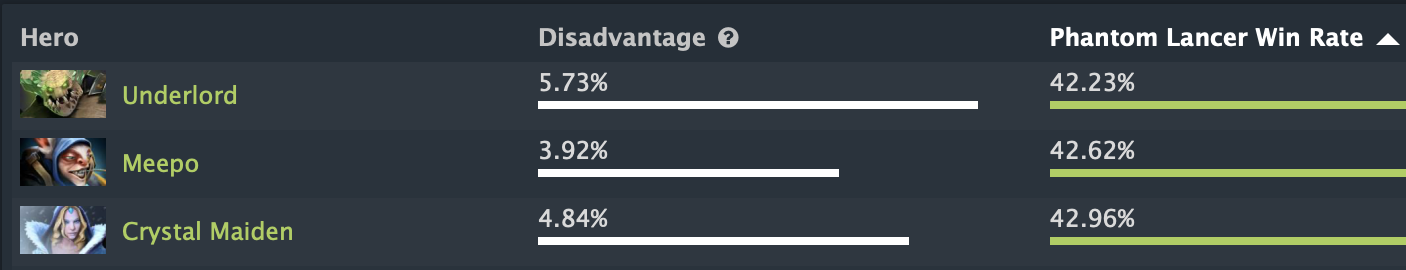 Hero Disadvantage ? Phantom Lancer Win Rate
Underlord 5.73% 42.23%
Meepo 3.92% 42.62%
Crystal Maiden 4.84% 42.96%